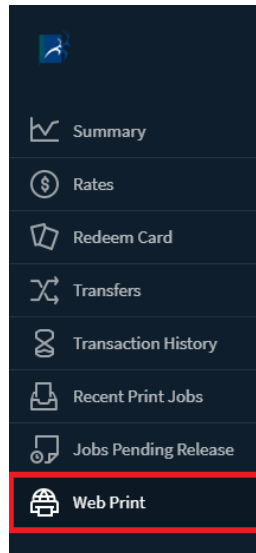 Summary
Rates
Redeem Card
Transfers
Transaction History
Recent Print Jobs
Jobs Pending Release
Web Print